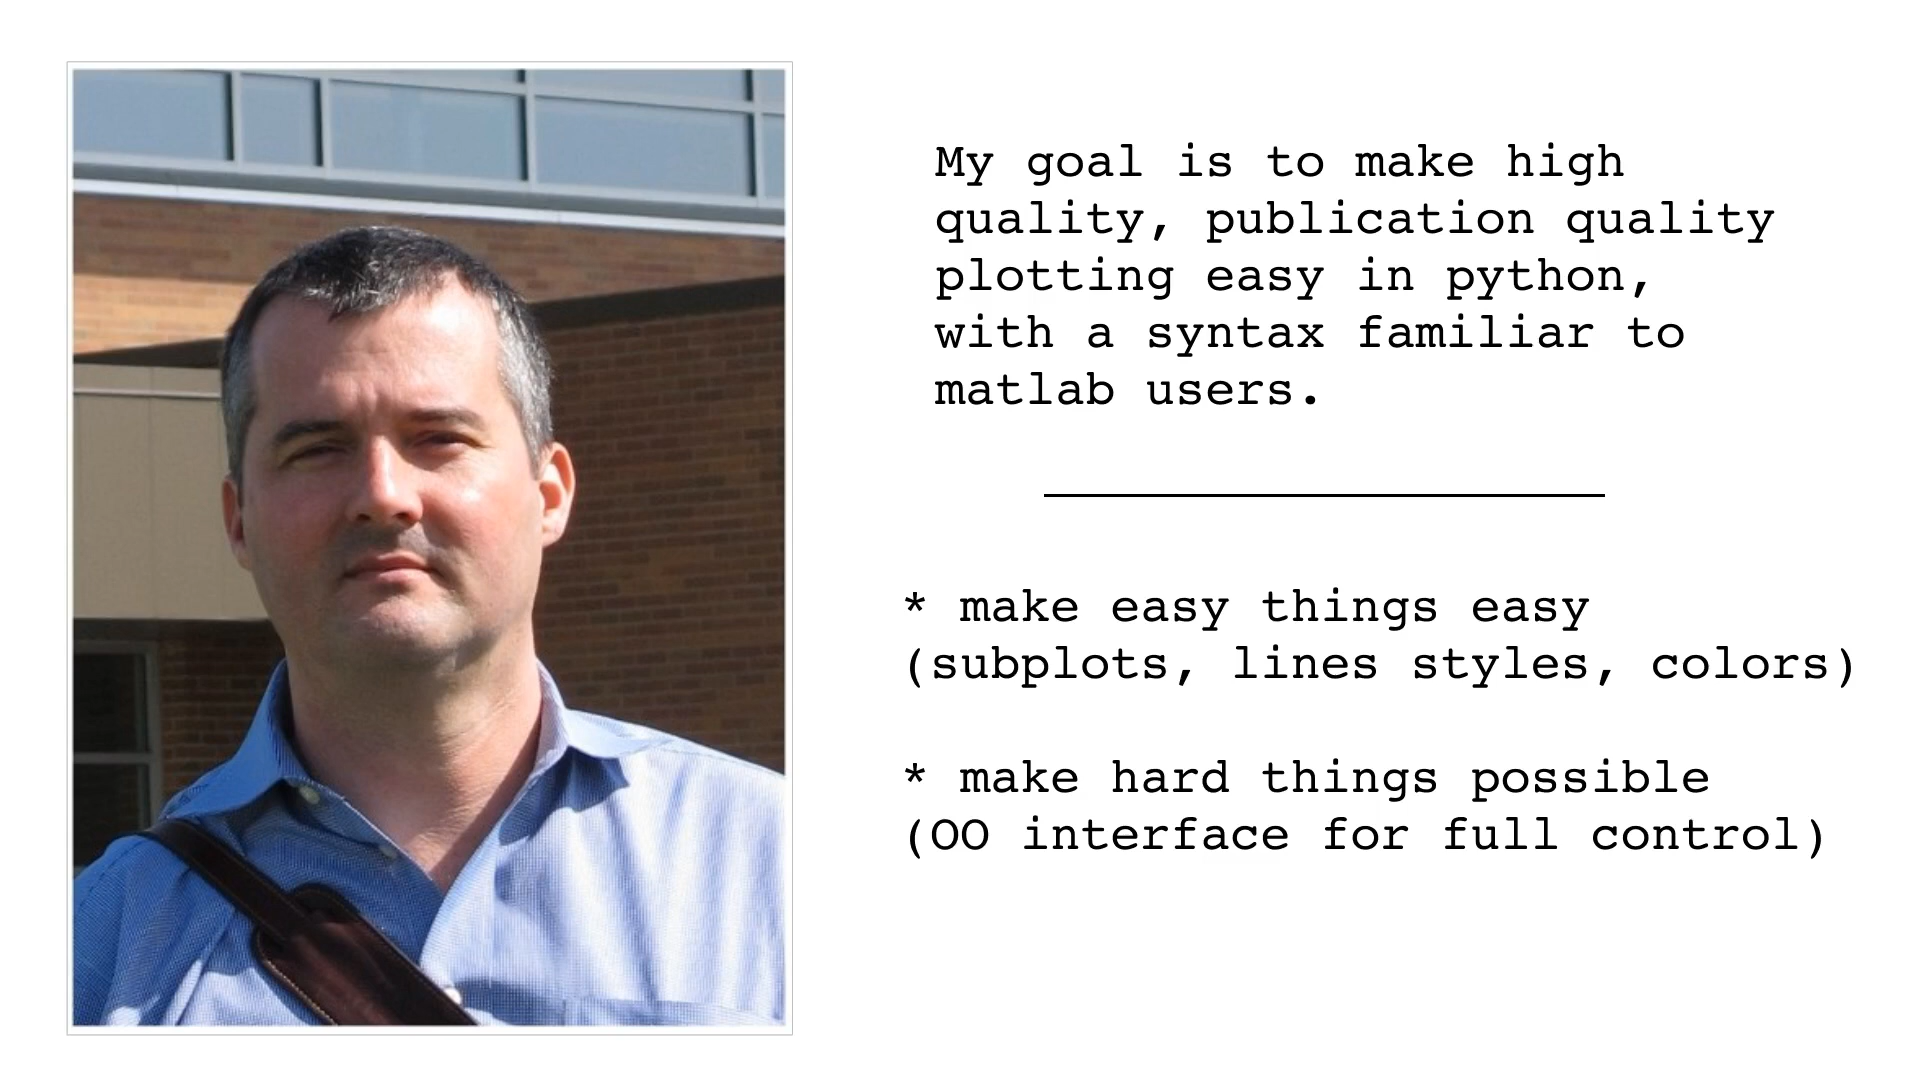 My goal is to make high
quality, publication quality
plotting easy in python,
with a syntax familiar to
matlab users.
* make easy things easy
(subplots, lines styles, colors)
* make hard things possible
(OO interface for full control)